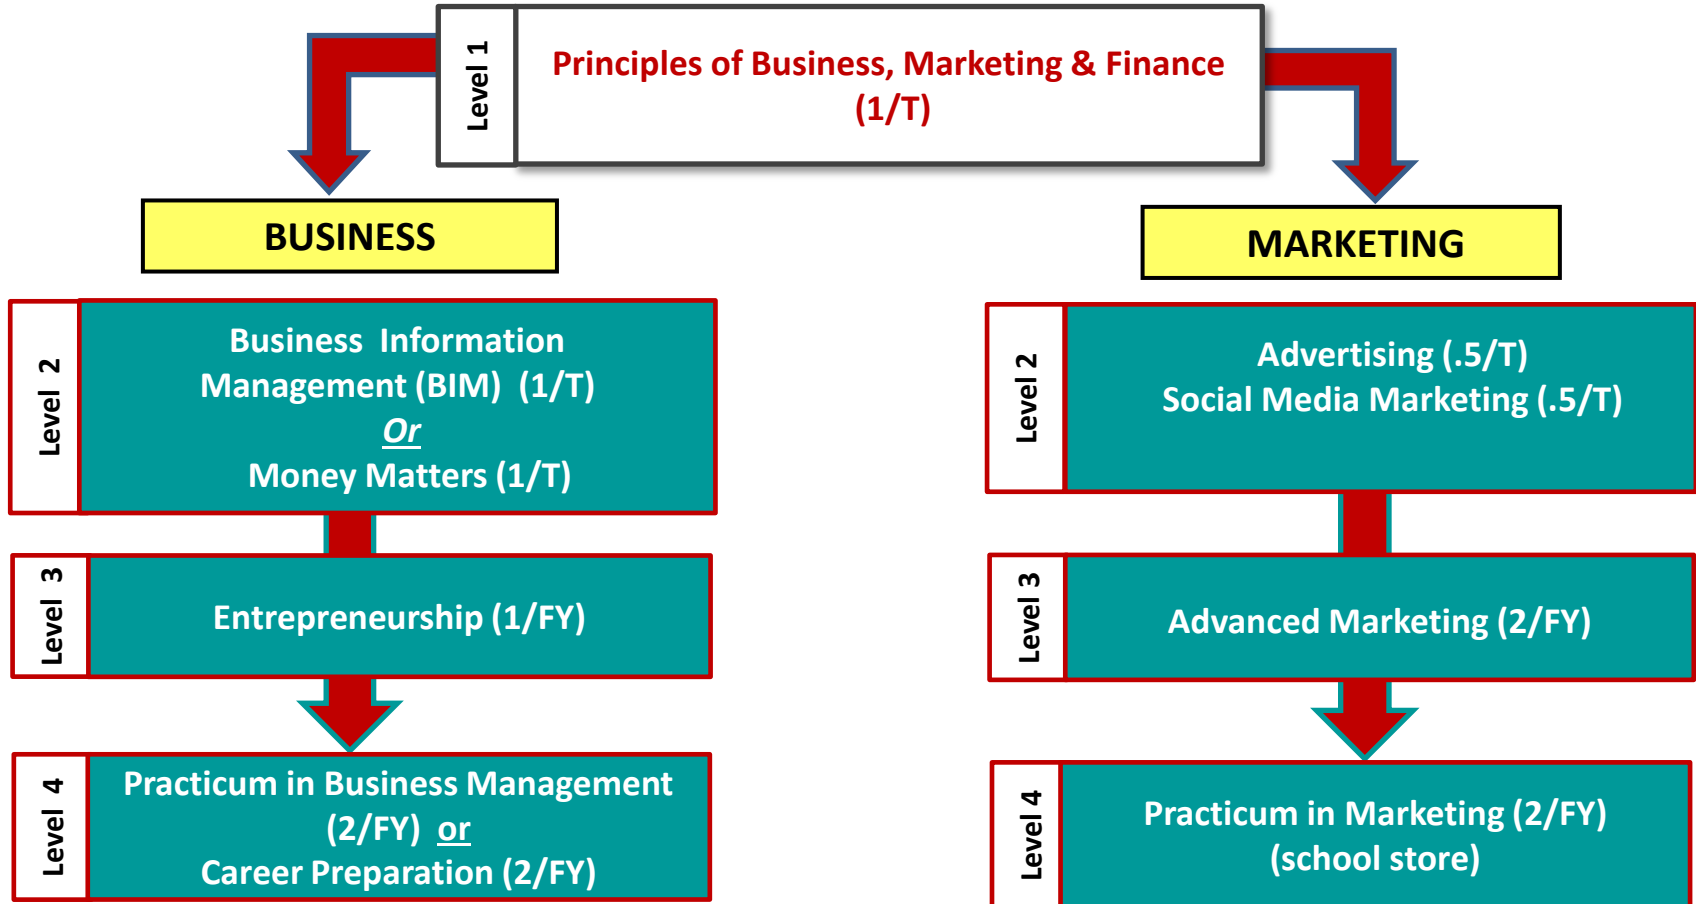 Level 1
Principles of Business, Marketing & Finance
(1/T)
BUSINESS
MARKETING
Level 2
Business Information
Management (BIM) (1/T)
Or
Money Matters (1/T)
Level 2
Advertising (.5/T)
Social Media Marketing (.5/T)
Level 3
Entrepreneurship (1/FY)
Level 3
Advanced Marketing (2/FY)
Level 4
Practicum in Business Management
(2/FY) or
Career Preparation (2/FY)
Level 4
Practicum in Marketing (2/FY)
(school store)